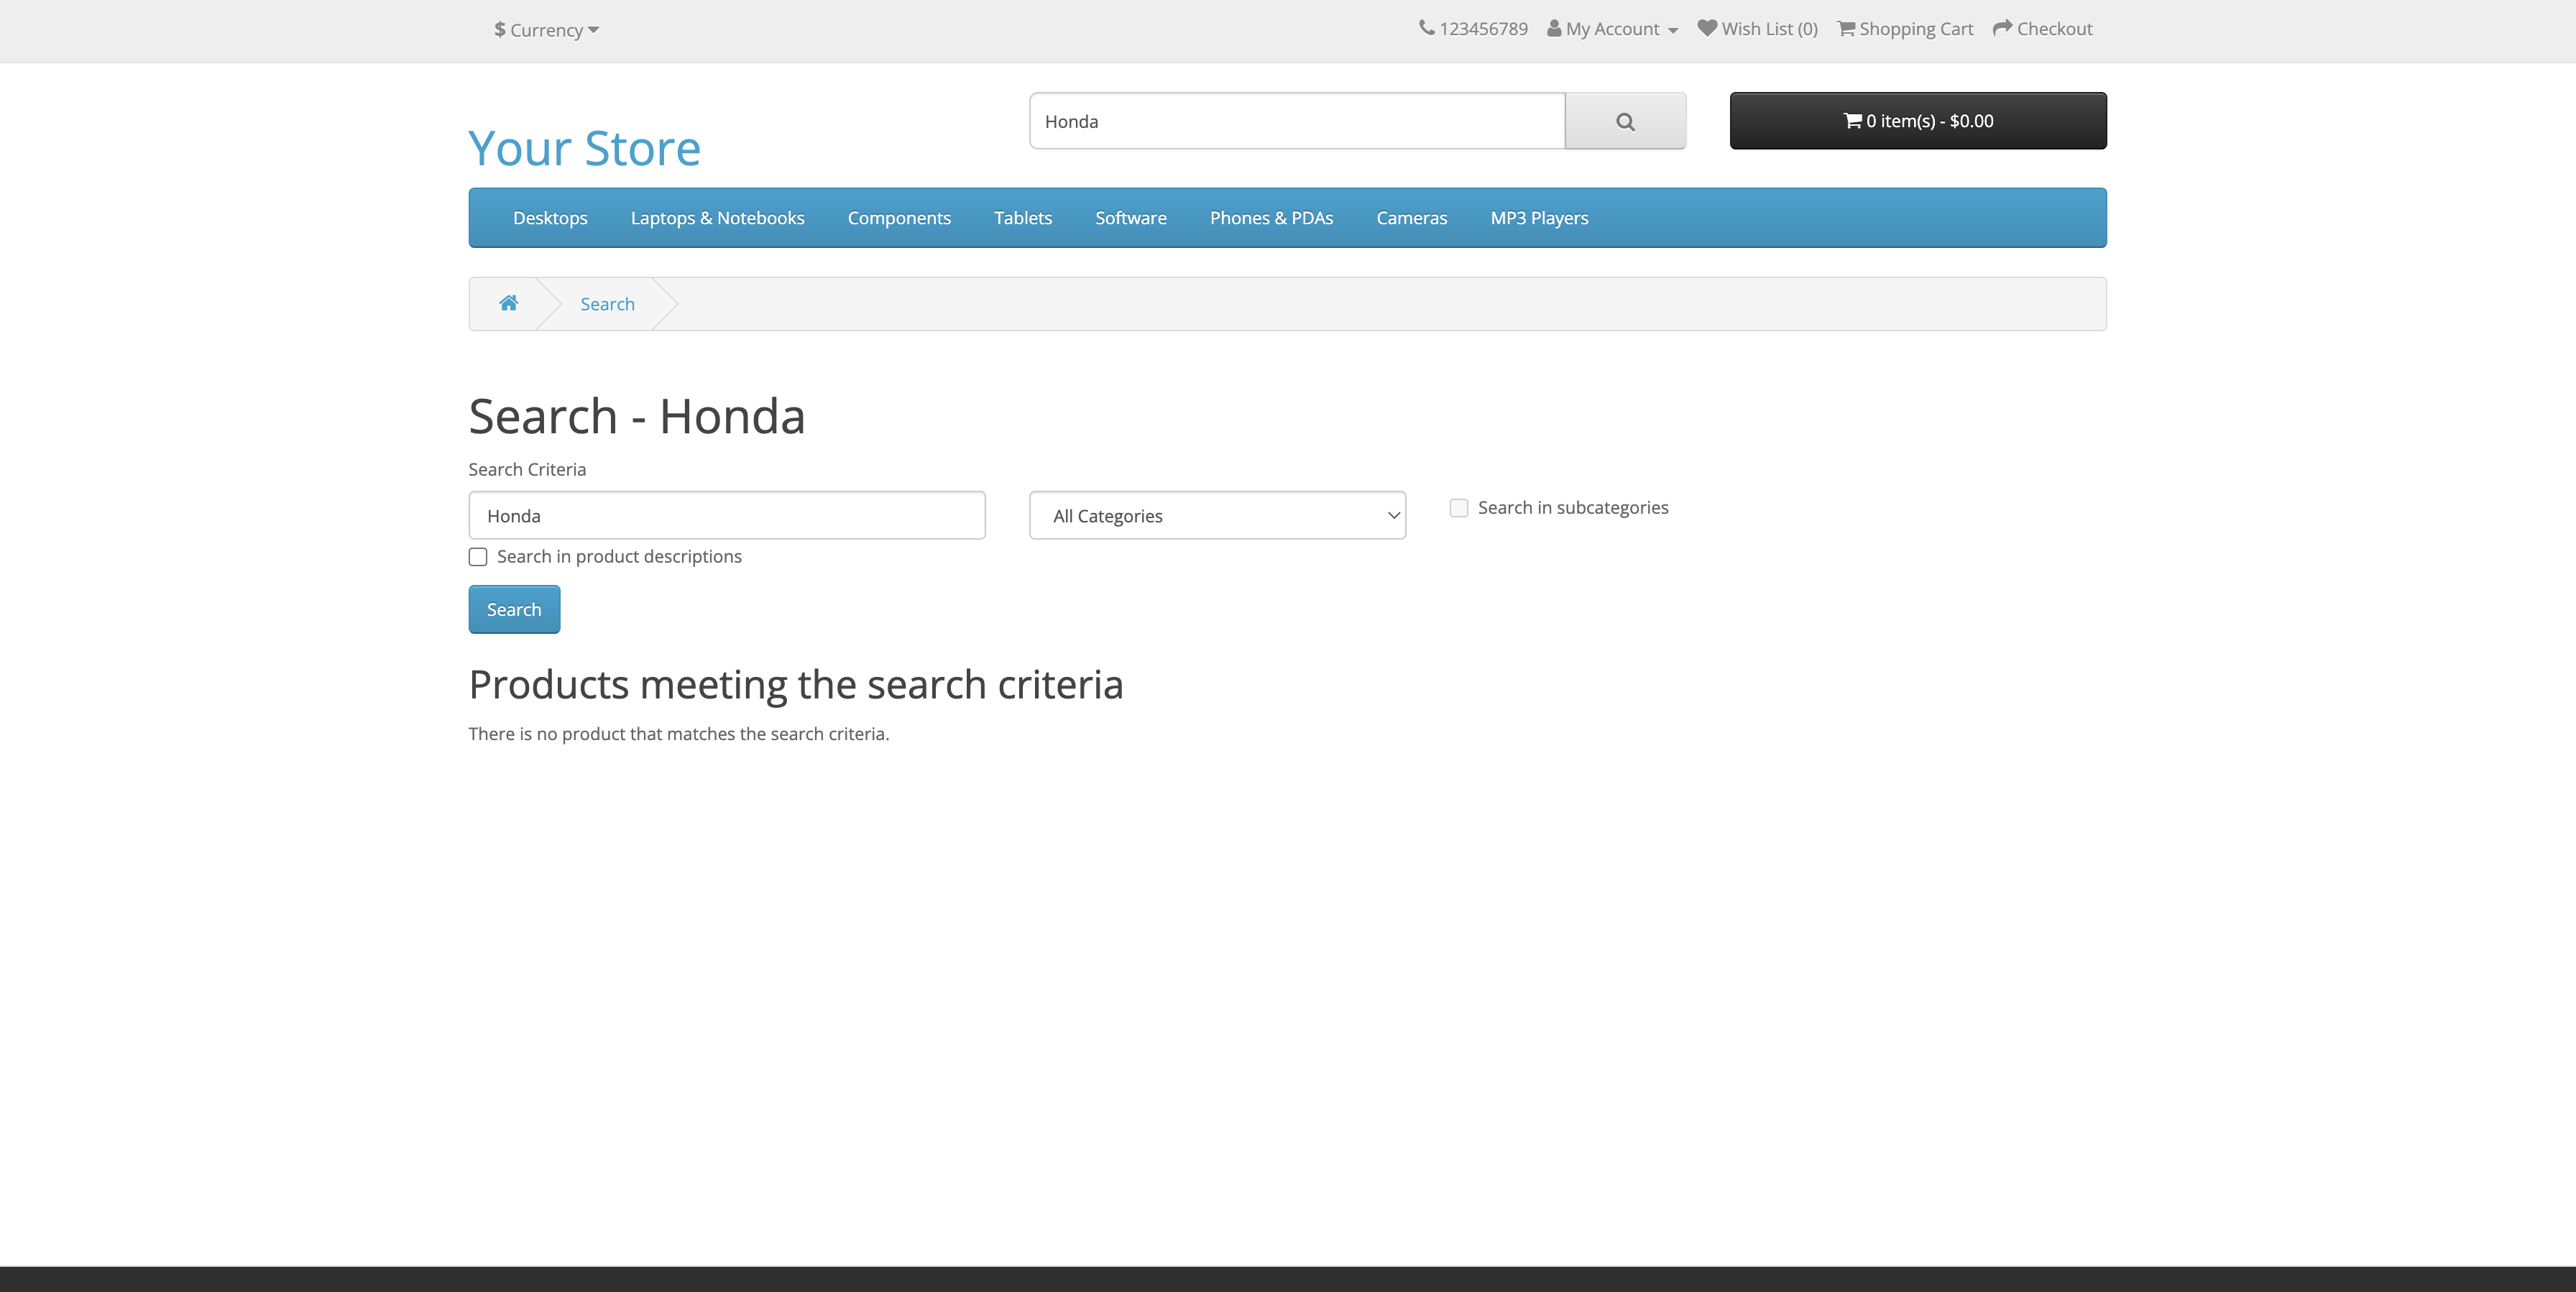 $ Currency
123456789 My Account Wish List (0) Shopping Cart Checkout
Your Store
Honda
0 item(s) - $0.00
Desktops Laptops & Notebooks Components Tablets Software Phones & PDAs Cameras MP3 Players
Search
Search - Honda
Search Criteria
Honda
All Categories
Search in subcategories
Search in product descriptions
Search
Products meeting the search criteria
There is no product that matches the search criteria.